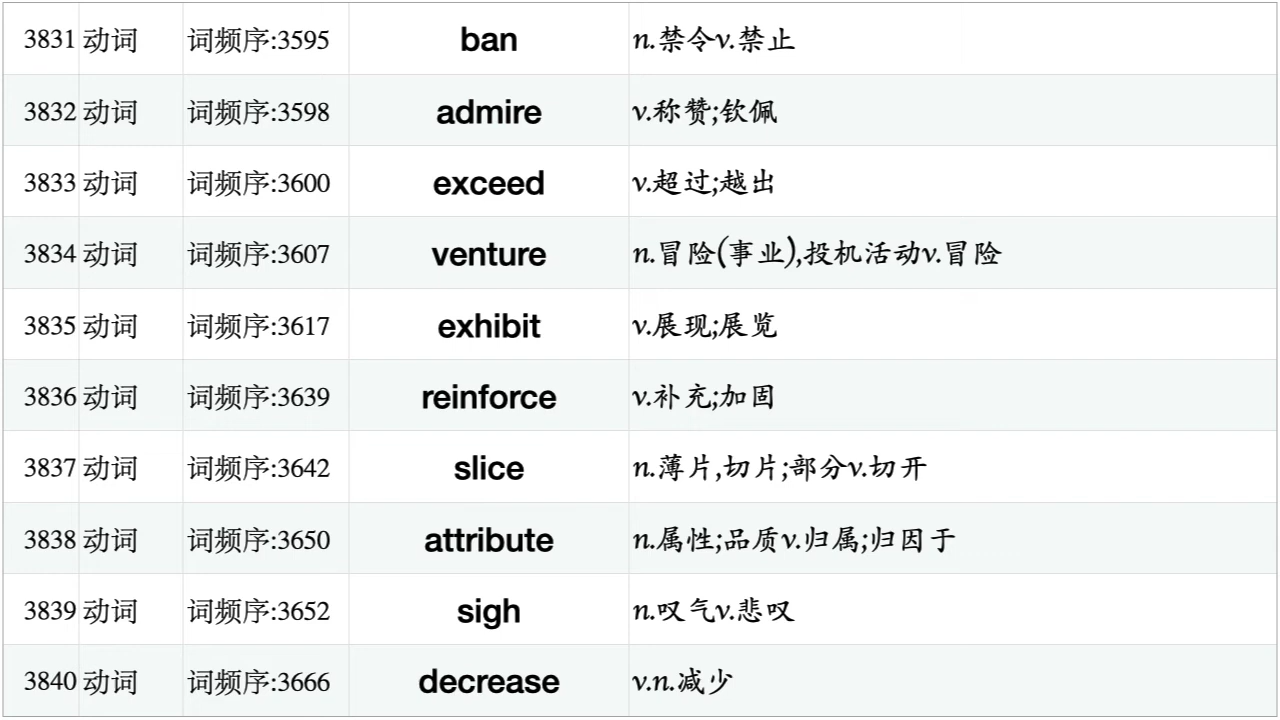 3831 动词 词频序:3595 ban n.禁令v.禁止
3832 动词 词频序:3598 admire v.称赞;钦佩
3833 动词 词频序:3600 exceed v.超过;越出
3834 动词 词频序:3607 venture n.冒险(事业),投机活动v.冒险
3835 动词 词频序:3617 exhibit v.展现;展览
3836 动词 词频序:3639 reinforce v.补充;加固
3837 动词 词频序:3642 slice n.薄片,切片;部分v.切开
3838 动词 词频序:3650 attribute n.属性;品质v.归属;归因于
3839 动词 词频序:3652 sigh n.叹气v.悲叹
3840 动词 词频序:3666 decrease v.n.减少